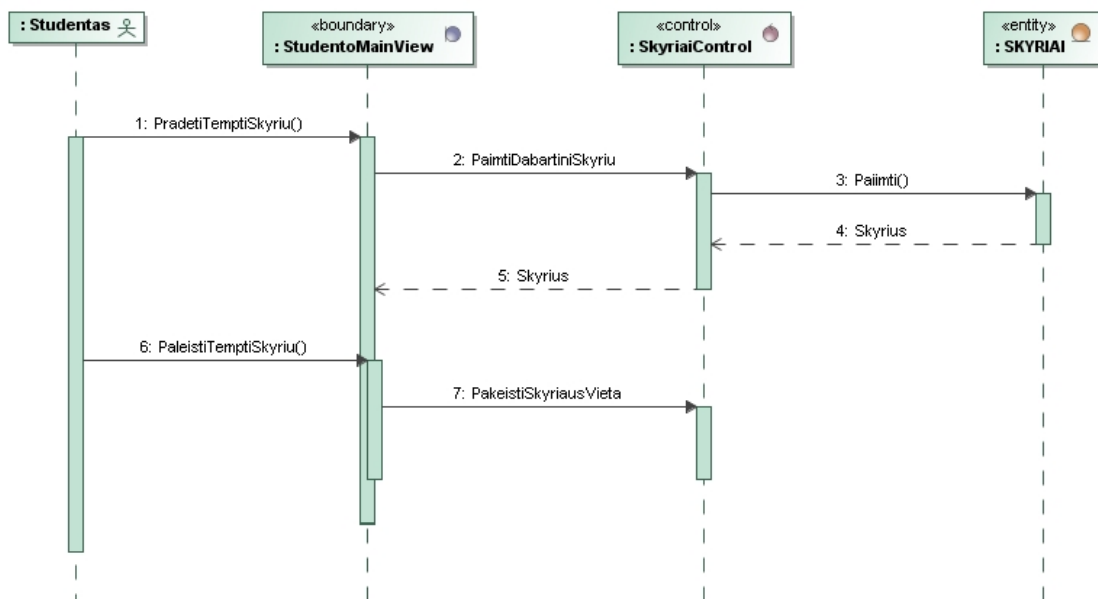 : Studentas
«boundary»
: StudentoMainView
«control»
: SkyriaiControl
«entity»
: SKYRIAI
1: PradetiTemptiSkyriu()
2: PaimtiDabartiniSkyriu
3: Paiimti()
4: Skyrius
5: Skyrius
6: PaleistiTemptiSkyriu()
7: PakeistiSkyriausVieta